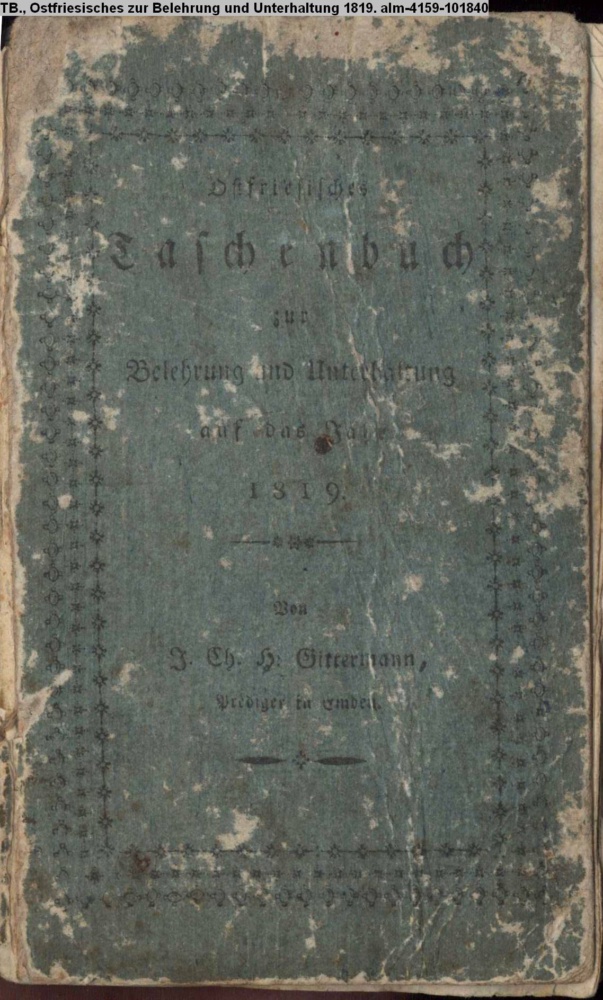 TB., Ostfriesisches zur Belehrung und Unterhaltung 1819. alm-4159-101840
Ostfriesisches
Taschenbuch
zur
Belehrung und Unterhaltung
auf das Jahr
1819.
Von
J. Ch. H. Gittermann,
Prediger in Emden.